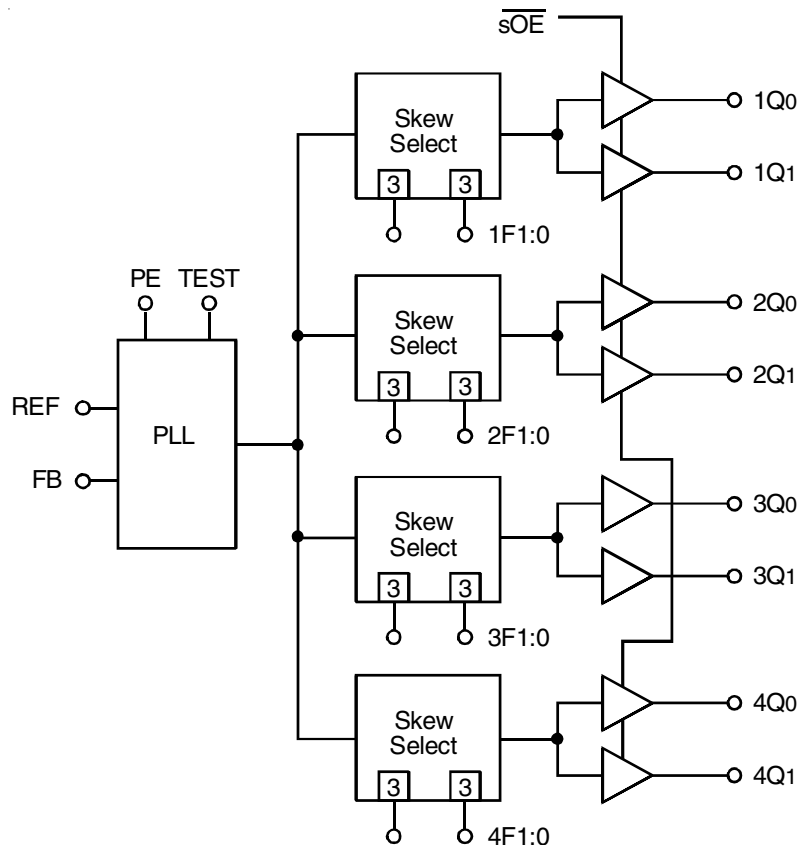 sOE
Skew
Select
3 3
1F1:0
1Q0
1Q1
PE TEST
REF
FB
PLL
Skew
Select
3 3
2F1:0
2Q0
2Q1
Skew
Select
3 3
3F1:0
3Q0
3Q1
Skew
Select
3 3
4F1:0
4Q0
4Q1